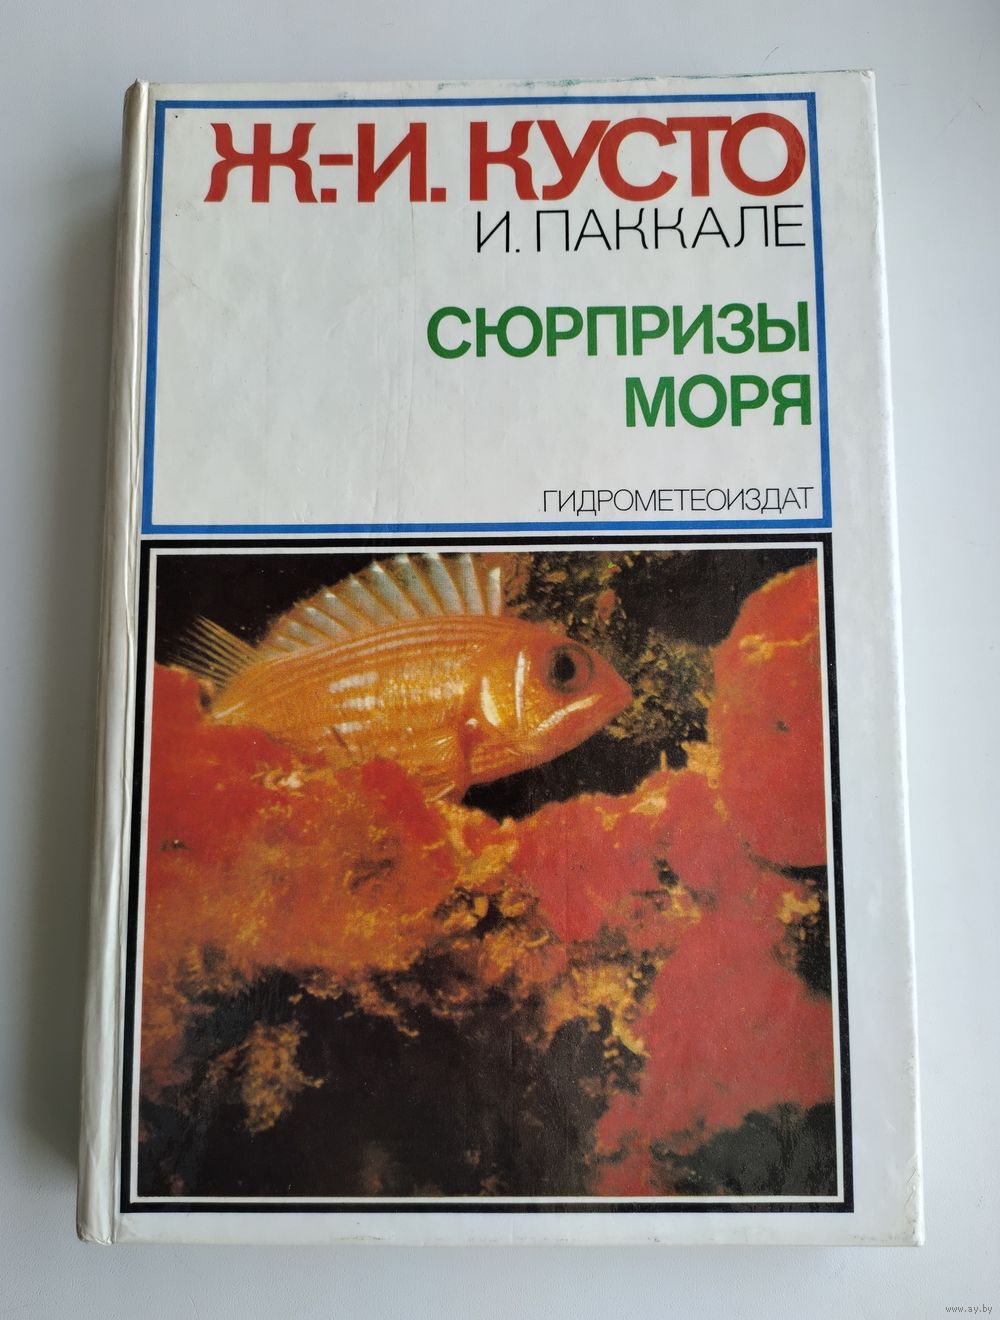 Ж.-И. КУСТО
И. ПАККАЛЕ
СЮРПРИЗЫ
МОРЯ
ГИДРОМЕТЕОИЗДАТ
www.ay.by